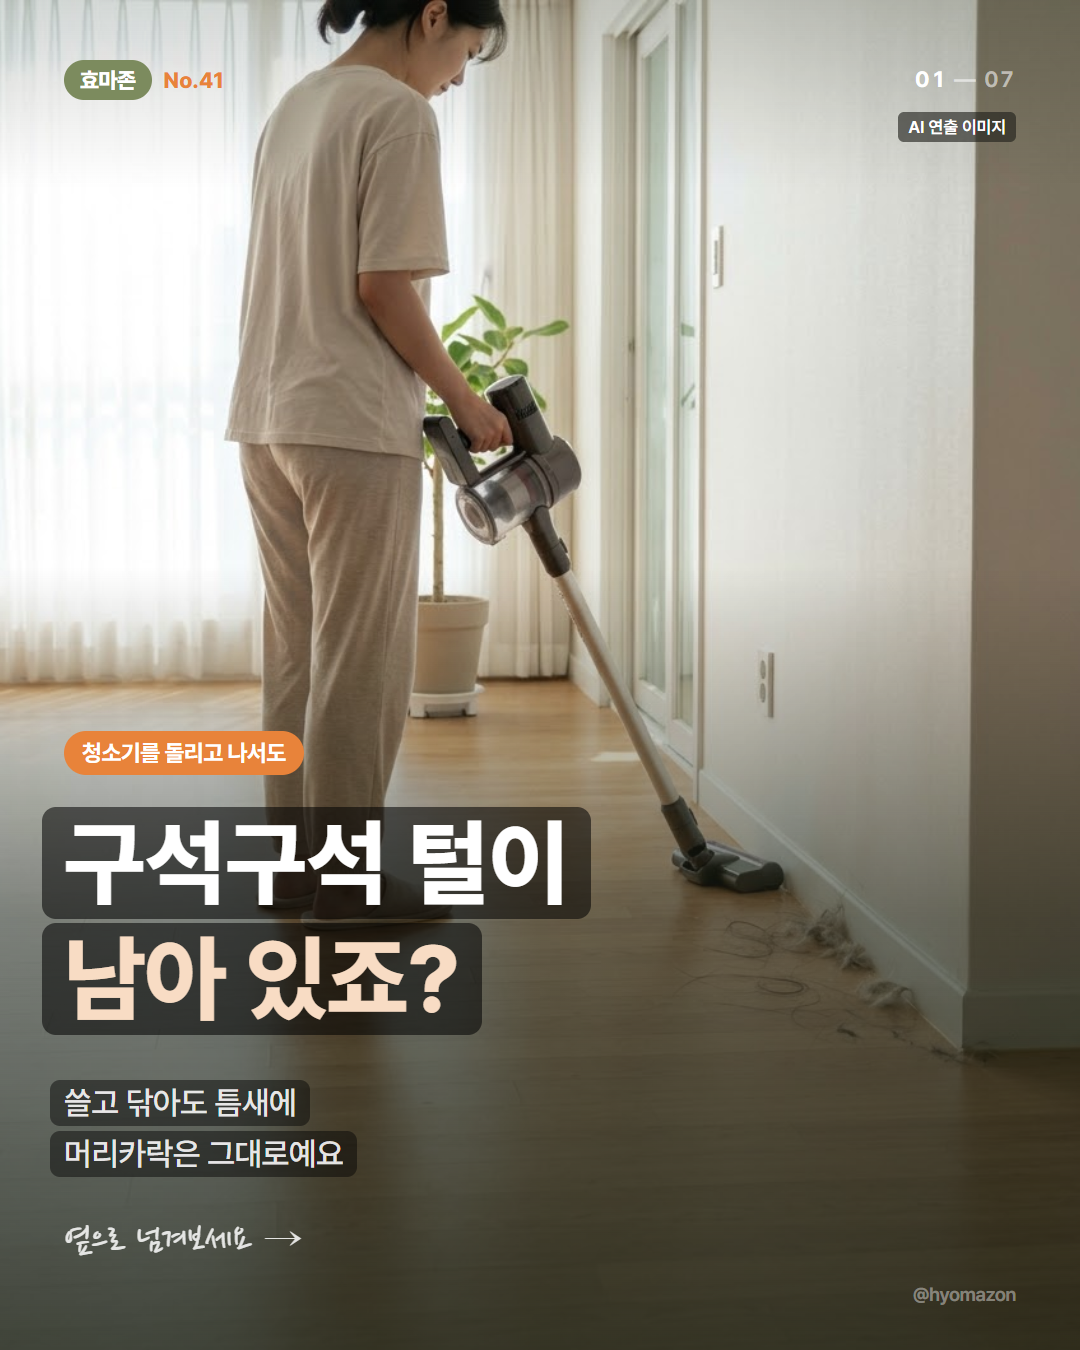 효마존 No.41
01 — 07
AI 연출 이미지
청소기를 돌리고 나서도
구석구석 털이
남아 있죠?
쓸고 닦아도 틈새에
머리카락은 그대로예요
옆으로 넘겨보세요 →
@hyomazon